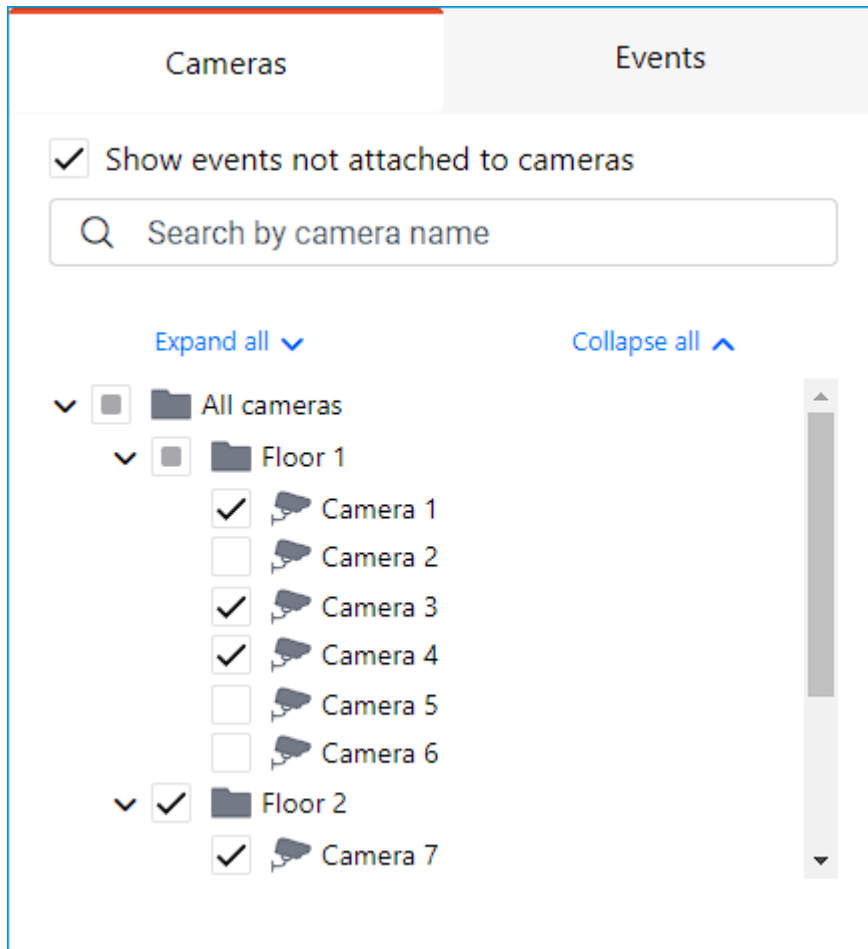 Cameras Events
Show events not attached to cameras
Search by camera name
Expand all Collapse all
All cameras
Floor 1
Camera 1
Camera 2
Camera 3
Camera 4
Camera 5
Camera 6
Floor 2
Camera 7